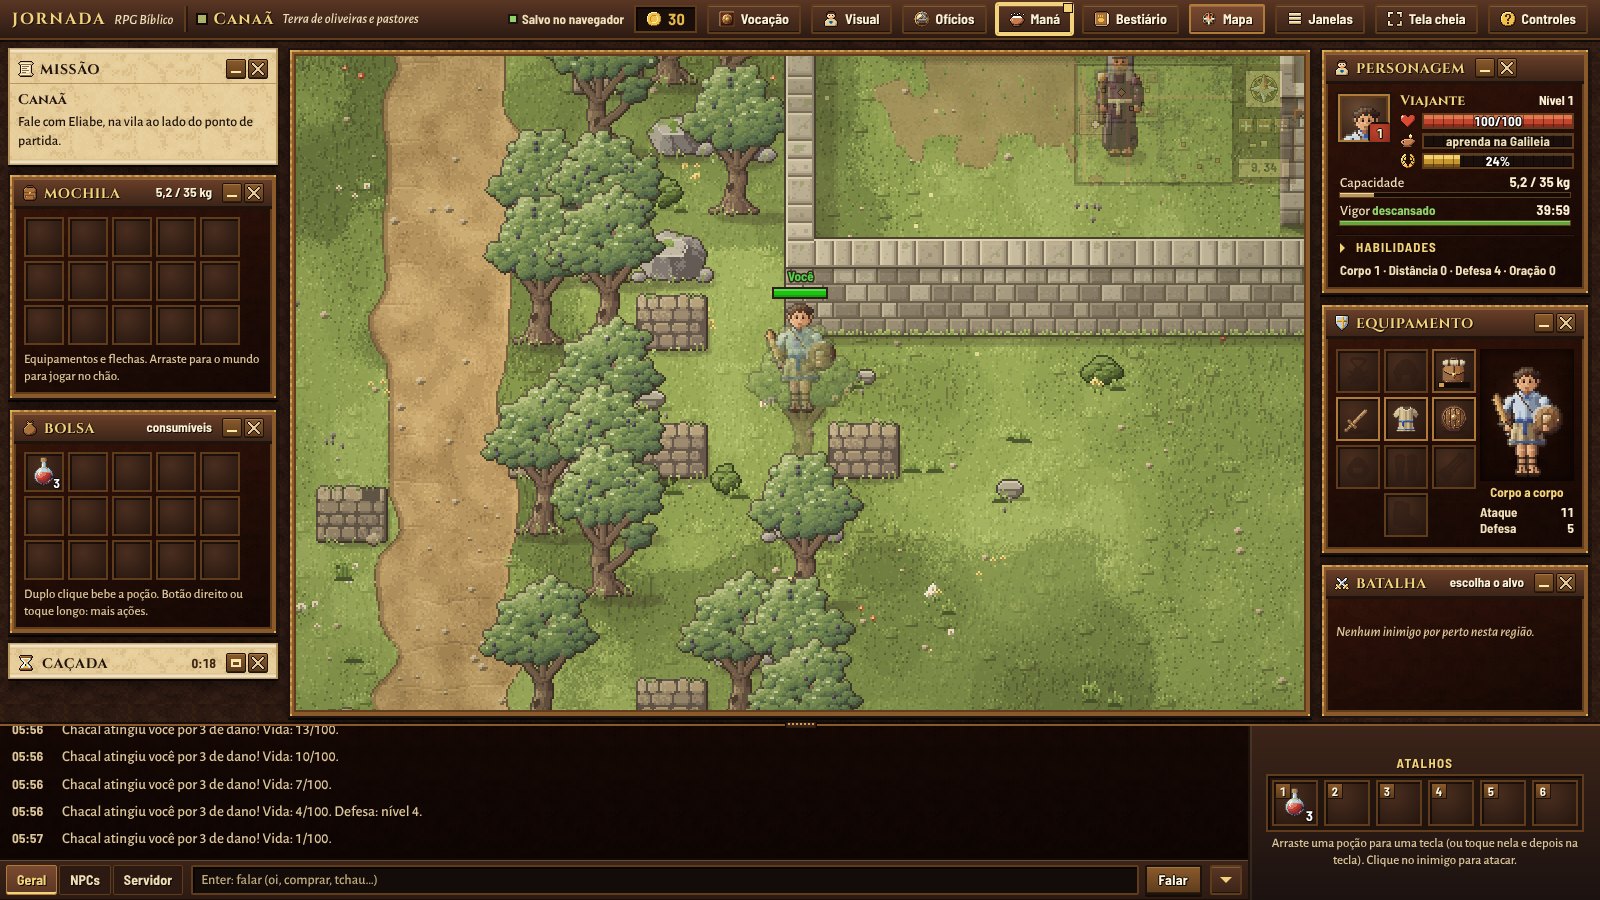 JORNADA RPG Bíblico CANAÃ Terra de oliveiras e pastores Salvo no navegador 30 Vocação Visual Ofícios Maná Bestiário Mapa Janelas Tela cheia Controles
MISSÃO
CANAÃ
Fale com Eliabe, na vila ao lado do ponto de
partida.
MOCHILA 5,2 / 35 kg
Equipamentos e flechas. Arraste para o mundo
para jogar no chão.
BOLSA consumíveis
3
Duplo clique bebe a poção. Botão direito ou
toque longo: mais ações.
CAÇADA 0:18
Você
9, 34
PERSONAGEM
VIAJANTE Nível 1
100/100
1
aprenda na Galileia
24%
Capacidade 5,2 / 35 kg
Vigor descansado 39:59
HABILIDADES
Corpo 1 · Distância 0 · Defesa 4 · Oração 0
EQUIPAMENTO
Corpo a corpo
Ataque 11
Defesa 5
BATALHA escolha o alvo
Nenhum inimigo por perto nesta região.
05:56 Chacal atingiu você por 3 de dano! Vida: 13/100.
05:56 Chacal atingiu você por 3 de dano! Vida: 10/100.
05:56 Chacal atingiu você por 3 de dano! Vida: 7/100.
05:56 Chacal atingiu você por 3 de dano! Vida: 4/100. Defesa: nível 4.
05:57 Chacal atingiu você por 3 de dano! Vida: 1/100.
Geral NPCs Servidor Enter: falar (oi, comprar, tchau...) Falar
ATALHOS
1 2 3 4 5 6
3
Arraste uma poção para uma tecla (ou toque nela e depois na
tecla). Clique no inimigo para atacar.